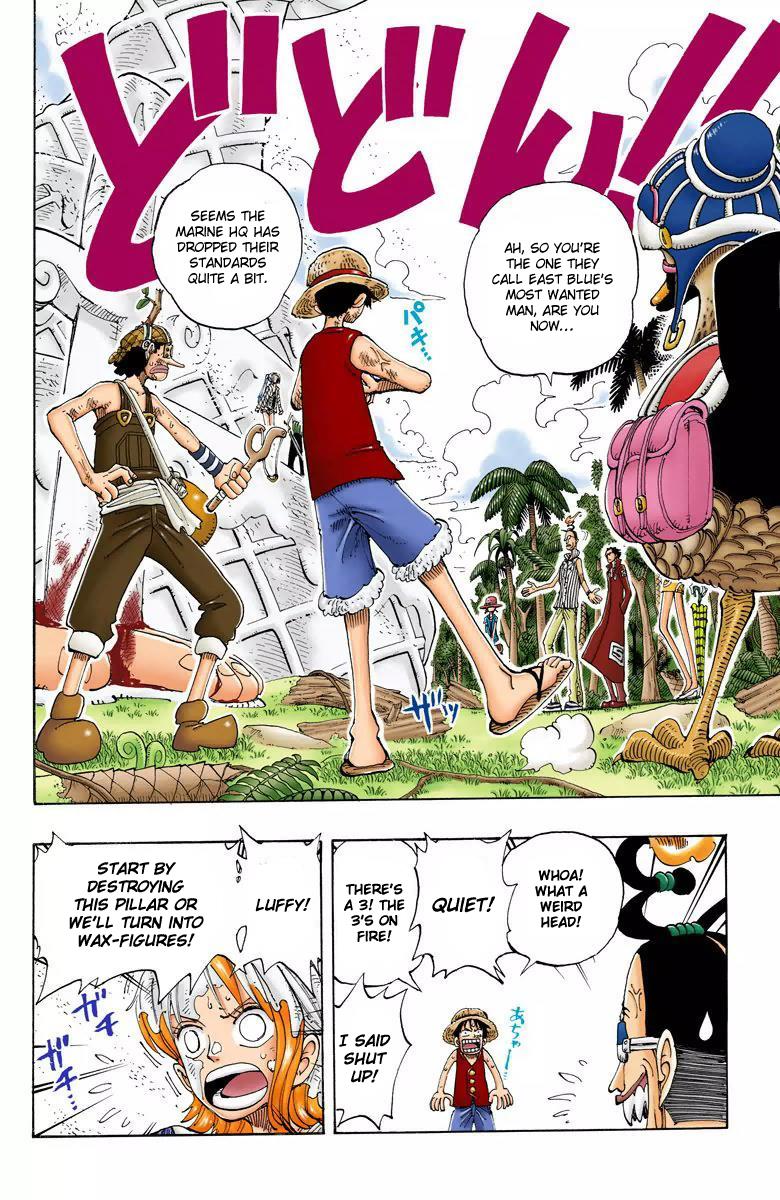 どどん!!
AH, SO YOU'RE
THE ONE THEY
CALL EAST BLUE'S
MOST WANTED
MAN, ARE YOU
NOW...
SEEMS THE
MARINE HQ HAS
DROPPED THEIR
STANDARDS
QUITE A BIT.
パキ...
ザッ
WHOA!
WHAT A
WEIRD
HEAD!
QUIET!
THERE'S
A 3! THE
3'S ON
FIRE!
あちゃー
I SAID
SHUT
UP!
LUFFY!
START BY
DESTROYING
THIS PILLAR OR
WE'LL TURN INTO
WAX-FIGURES!
ガチ
ガチ...